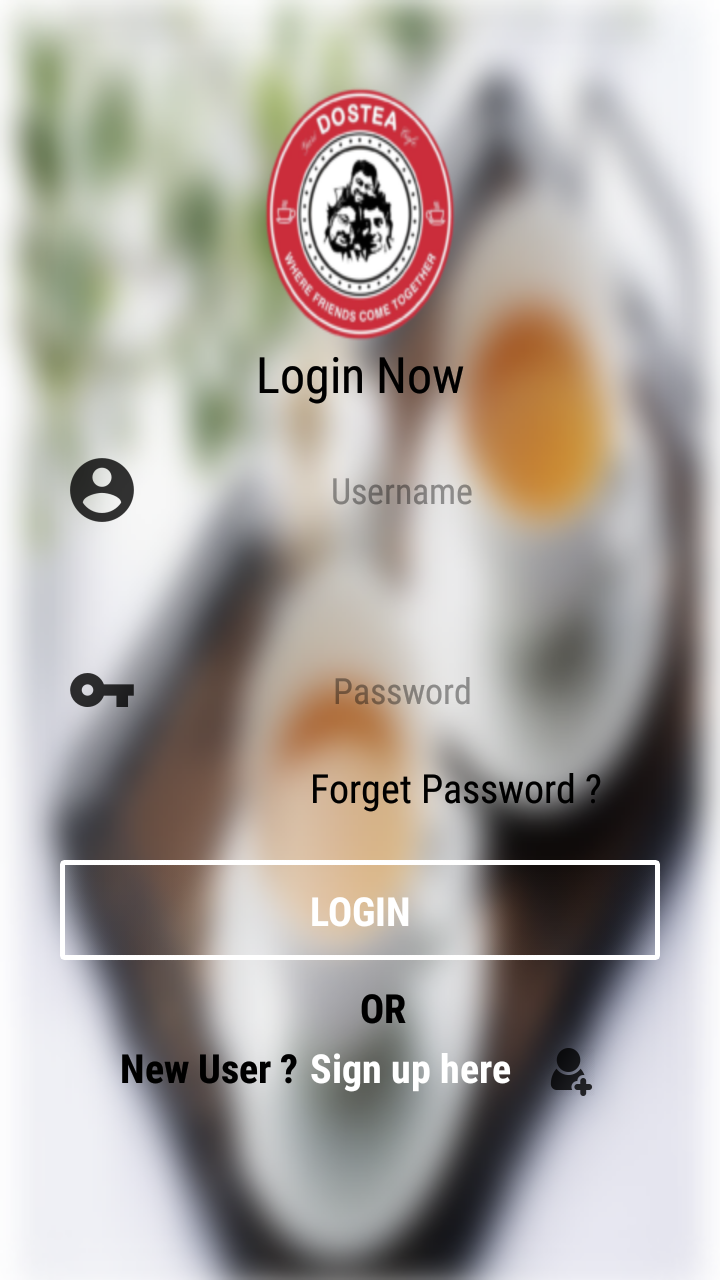 DOSTEA
WHERE FRIENDS COME TOGETHER
Login Now
Username
Password
Forget Password ?
LOGIN
OR
New User ? Sign up here